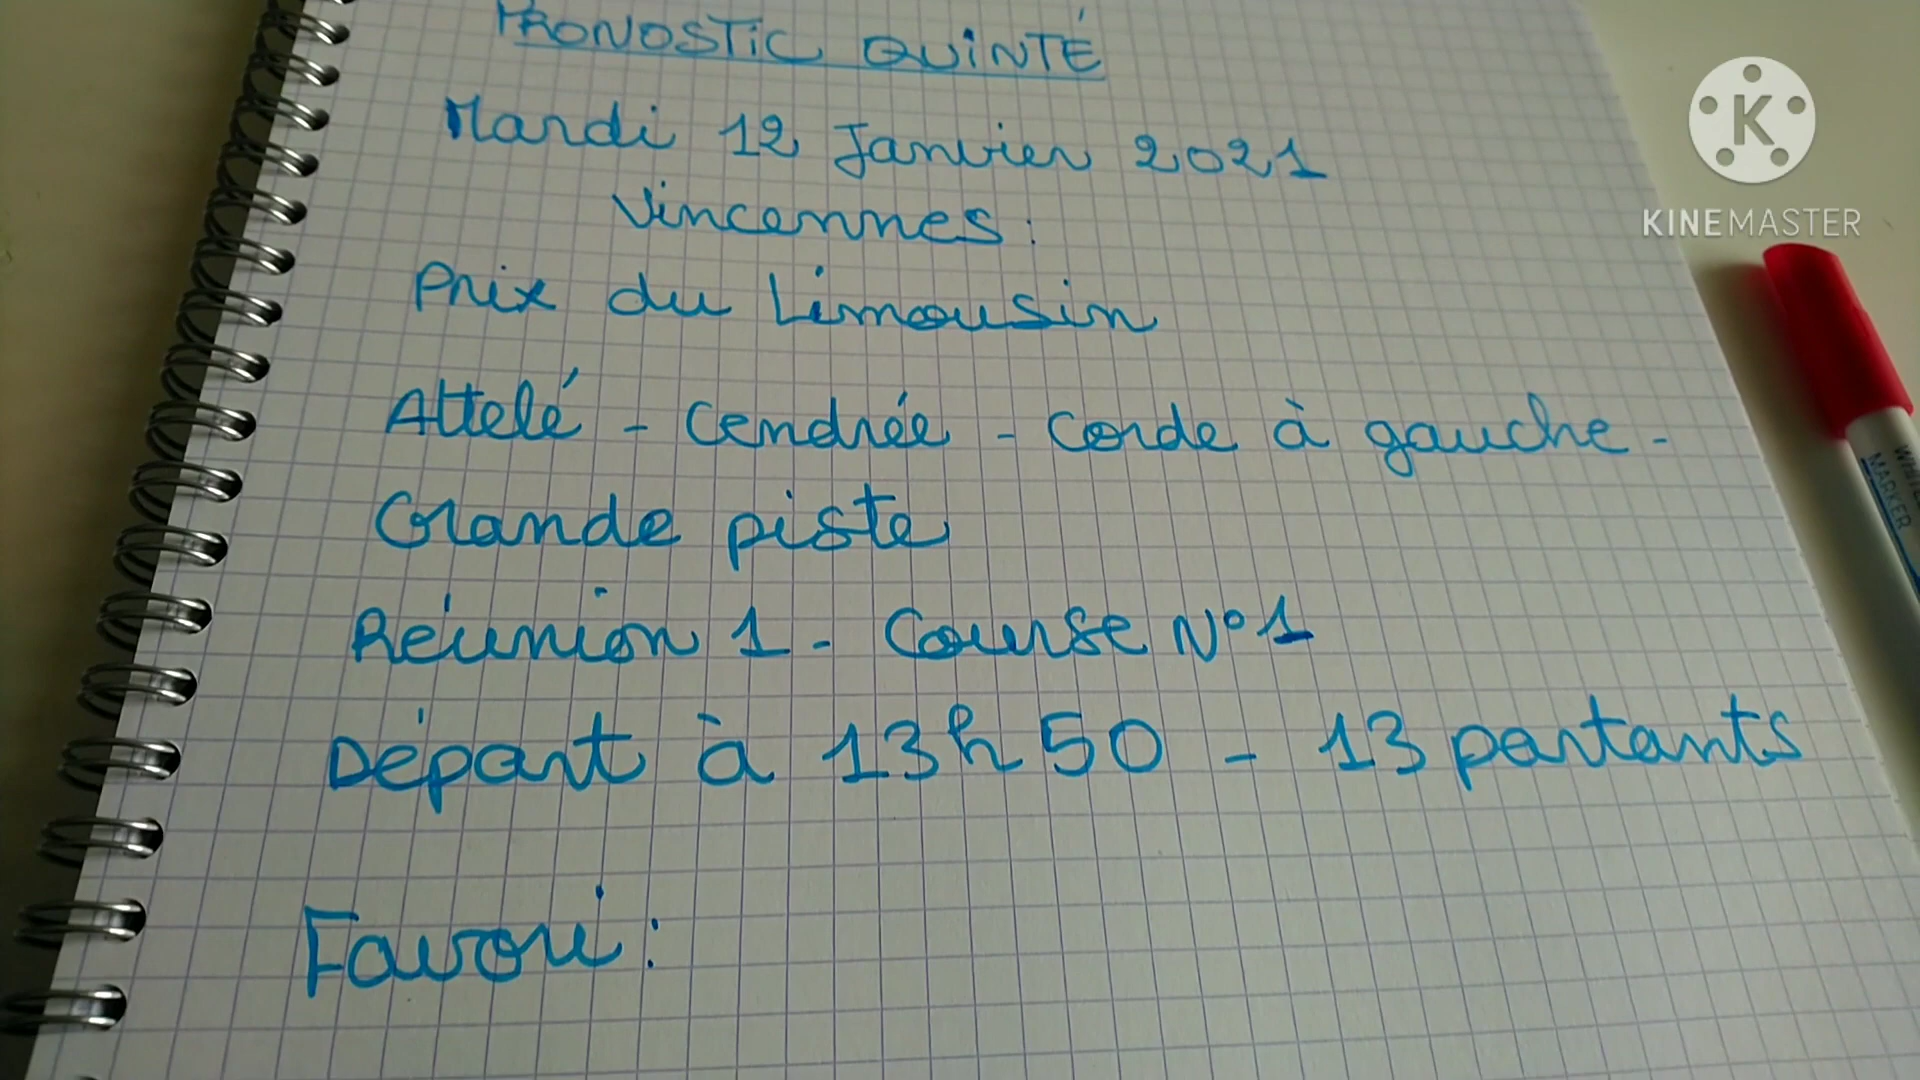 PRONOSTIC QUINTÉ
Mardi 12 Janvier 2021
Vincennes :
Prix du Limousin
Attelé - Cendrée - Corde à gauche -
Grande piste
Réunion 1 - Course N°1
Départ à 13h50 - 13 partants
Favori :
K
KINEMASTER
MARKER